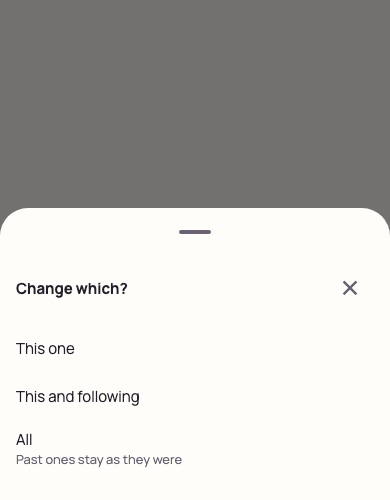 Change which?
This one
This and following
All
Past ones stay as they were